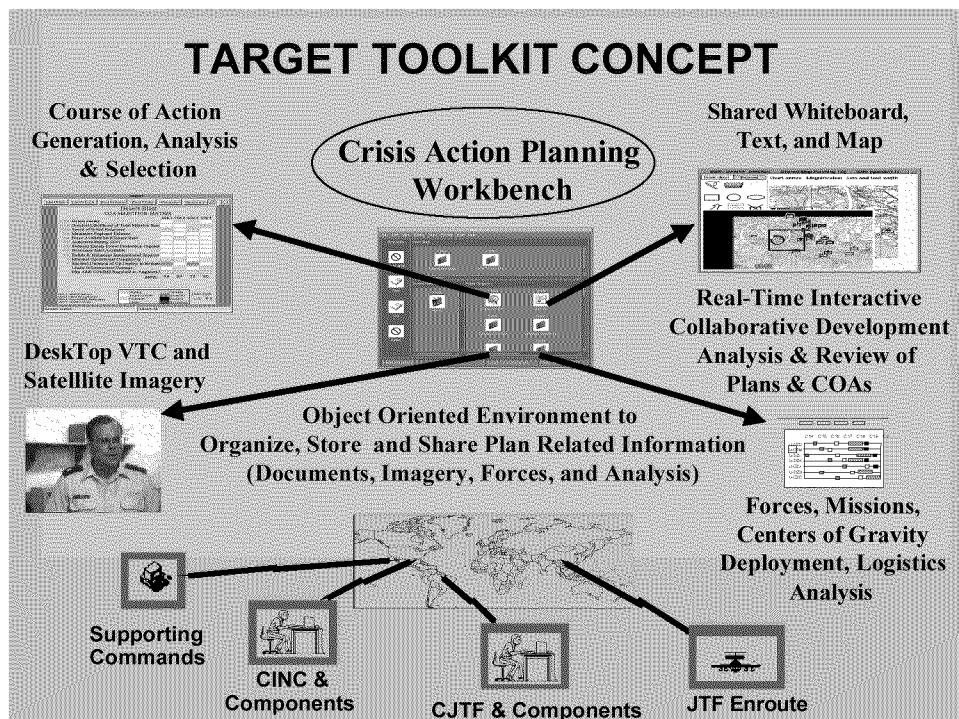 TARGET TOOLKIT CONCEPT
Course of Action
Generation, Analysis
& Selection
Crisis Action Planning
Workbench
Shared Whiteboard,
Text, and Map
COA SELECTION MATRIX
Real-Time Interactive
Collaborative Development
Analysis & Review of
Plans & COAs
DeskTop VTC and
Satelllite Imagery
Object Oriented Environment to
Organize, Store and Share Plan Related Information
(Documents, Imagery, Forces, and Analysis)
Forces, Missions,
Centers of Gravity
Deployment, Logistics
Analysis
Supporting
Commands
CINC &
Components
CJTF & Components
JTF Enroute